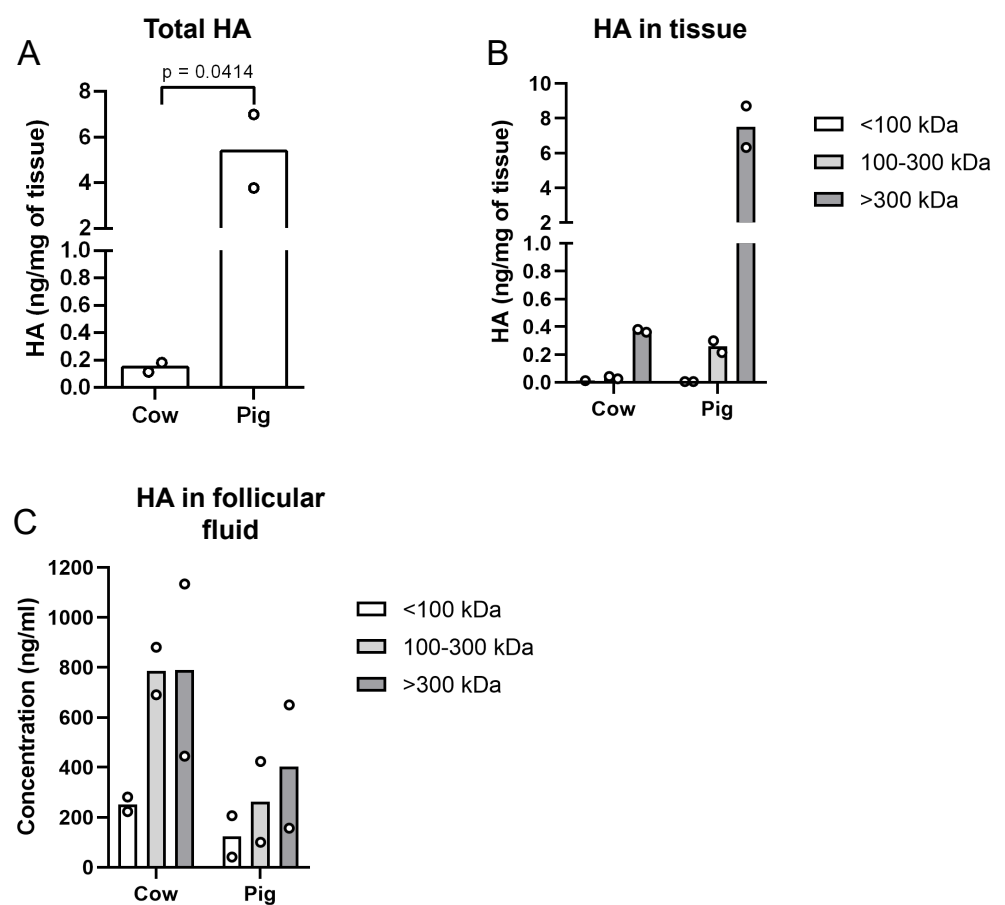 A
Total HA
p = 0.0414
HA (ng/mg of tissue)
8
6
4
2
1.0
0.8
0.6
0.4
0.2
0.0
Cow
Pig
B
HA in tissue
HA (ng/mg of tissue)
10
8
6
4
2
1.0
0.8
0.6
0.4
0.2
0.0
Cow
Pig
<100 kDa
100-300 kDa
>300 kDa
C
HA in follicular
fluid
Concentration (ng/ml)
1200
1000
800
600
400
200
0
Cow
Pig
<100 kDa
100-300 kDa
>300 kDa